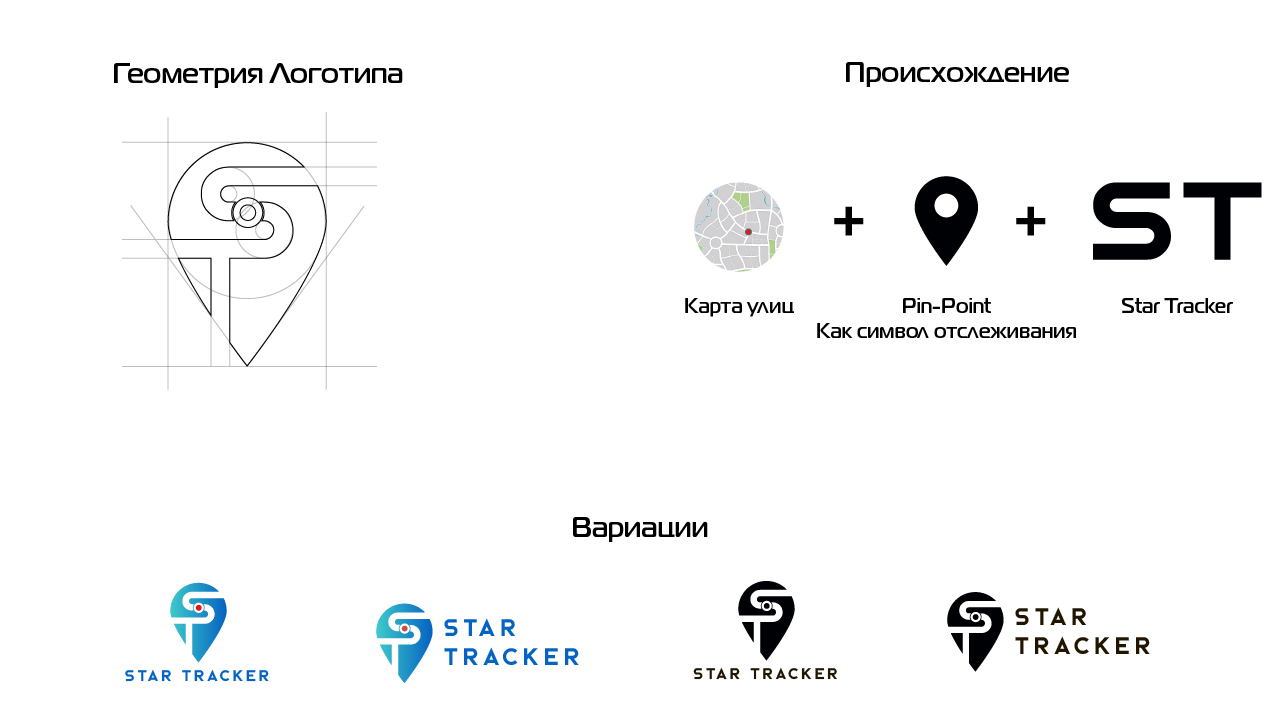 Геометрия Логотипа
Происхождение
ST
Карта улиц
Pin-Point
Как символ отслеживания
Star Tracker
Вариации
STAR TRACKER
STAR
TRACKER
STAR TRACKER
STAR
TRACKER